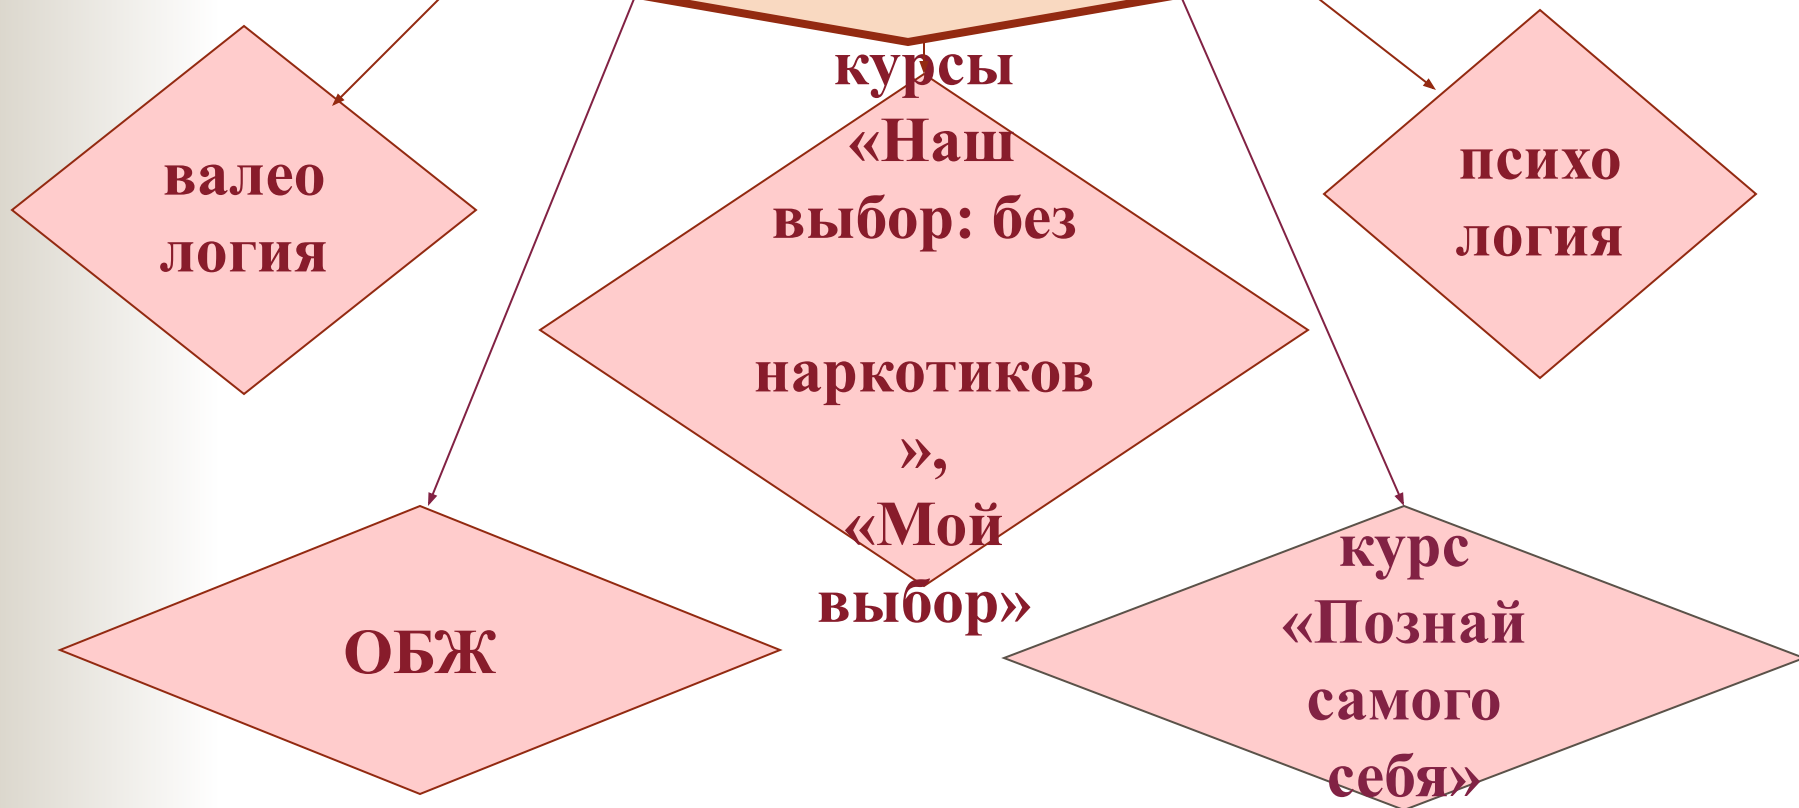 валео
логия
курсы
«Наш
выбор: без
наркотиков
»,
«Мой
выбор»
психо
логия
ОБЖ
курс
«Познай
самого
себя»